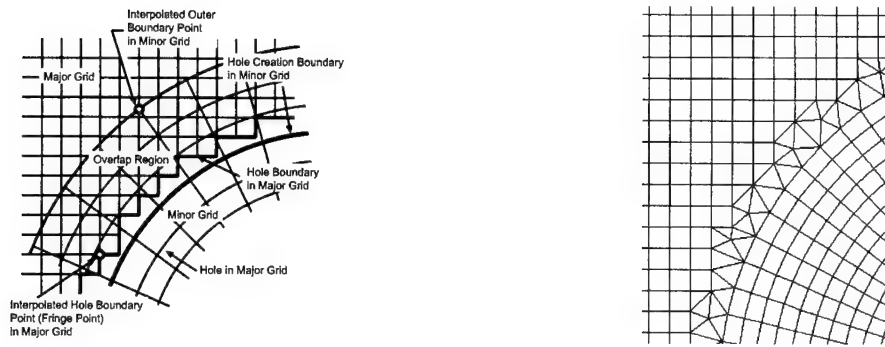 Interpolated Outer
Boundary Point
in Minor Grid
Hole Creation Boundary
in Minor Grid
Major Grid
Overlap Region
Hole Boundary
in Major Grid
Minor Grid
Hole in Major Grid
Interpolated Hole Boundary
Point (Fringe Point)
in Major Grid